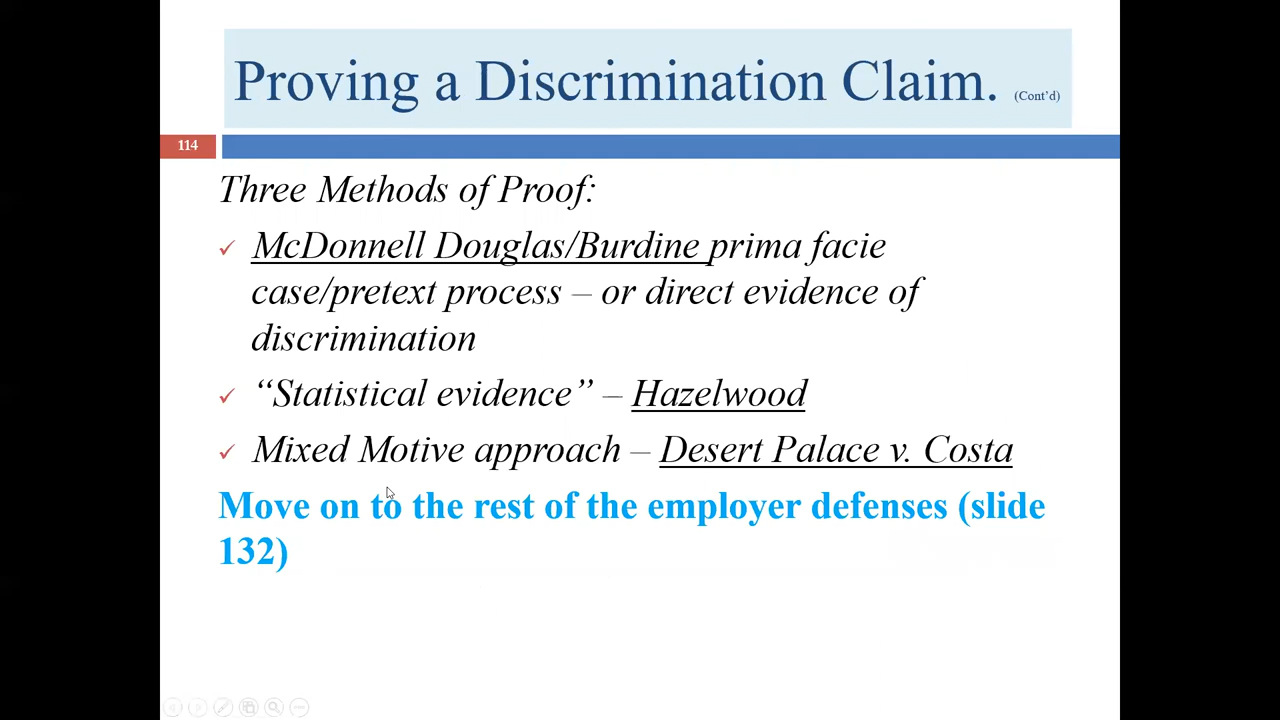 Proving a Discrimination Claim. (Cont’d)
114
Three Methods of Proof:
✓ McDonnell Douglas/Burdine prima facie
case/pretext process – or direct evidence of
discrimination
✓ “Statistical evidence” – Hazelwood
✓ Mixed Motive approach – Desert Palace v. Costa
Move on to the rest of the employer defenses (slide
132)